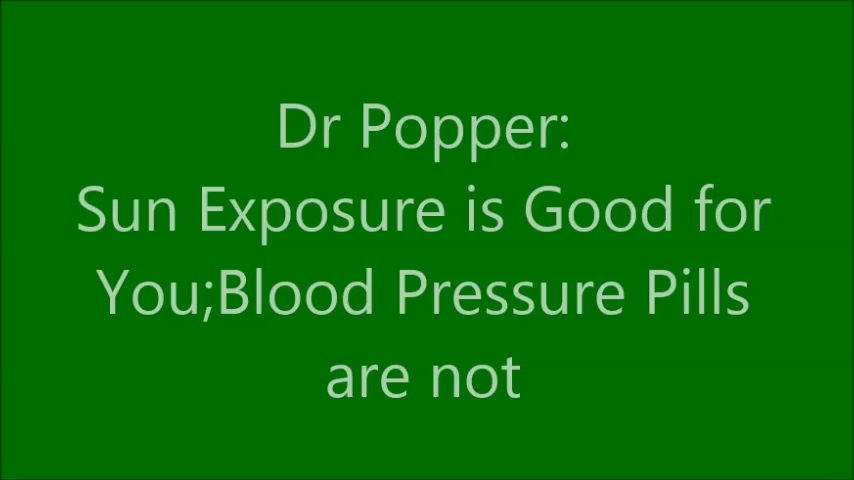 Dr Popper:
Sun Exposure is Good for
You;Blood Pressure Pills
are not